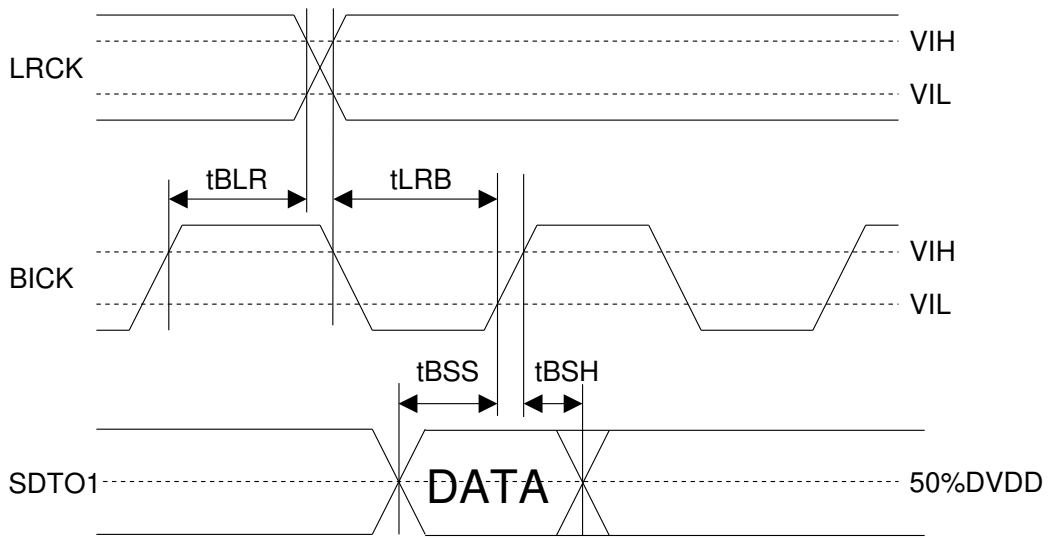 VIH
LRCK
VIL
tBLR
tLRB
VIH
BICK
VIL
tBSS
tBSH
SDTO1
DATA
50%DVDD